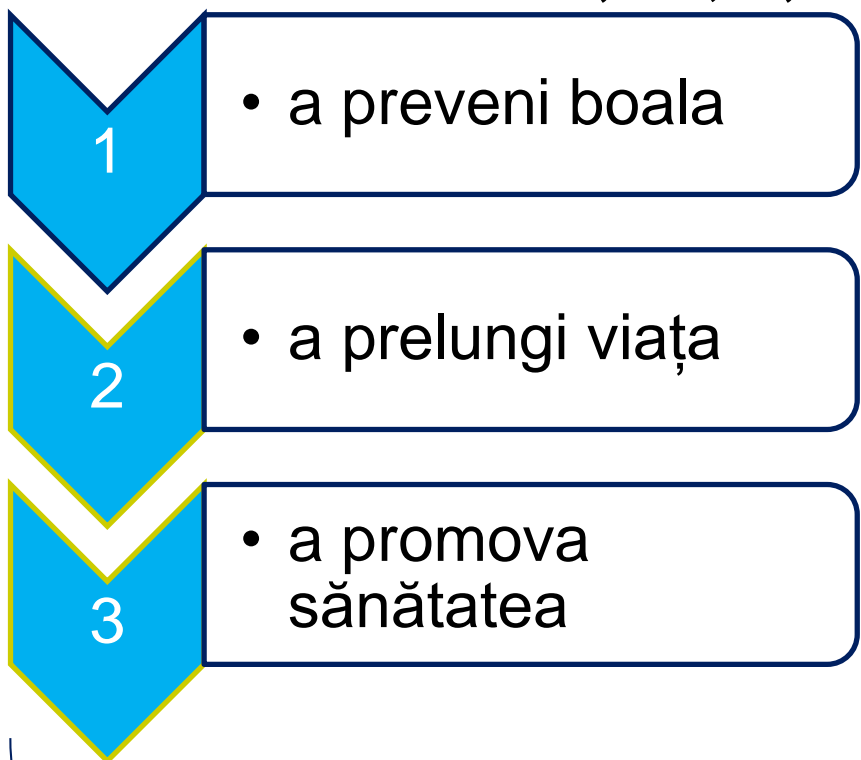 1
• a preveni boala
2
• a prelungi viața
3
• a promova
sănătatea